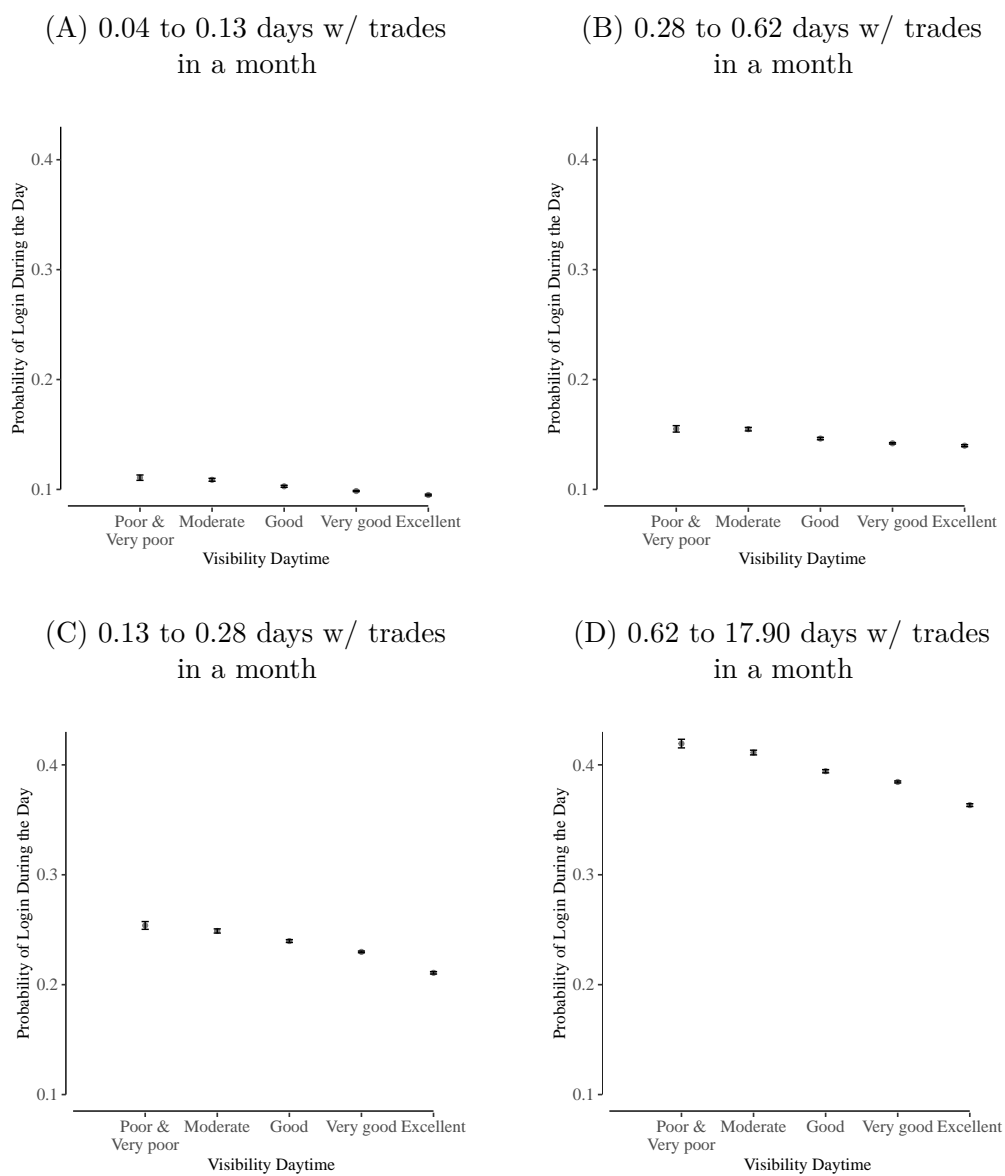 (A) 0.04 to 0.13 days w/ trades
in a month
Probability of Login During the Day
0.4
0.3
0.2
0.1
Poor &
Very poor
Moderate
Good
Very good
Excellent
Visibility Daytime
(B) 0.28 to 0.62 days w/ trades
in a month
Probability of Login During the Day
0.4
0.3
0.2
0.1
Poor &
Very poor
Moderate
Good
Very good
Excellent
Visibility Daytime
(C) 0.13 to 0.28 days w/ trades
in a month
Probability of Login During the Day
0.4
0.3
0.2
0.1
Poor &
Very poor
Moderate
Good
Very good
Excellent
Visibility Daytime
(D) 0.62 to 17.90 days w/ trades
in a month
Probability of Login During the Day
0.4
0.3
0.2
0.1
Poor &
Very poor
Moderate
Good
Very good
Excellent
Visibility Daytime